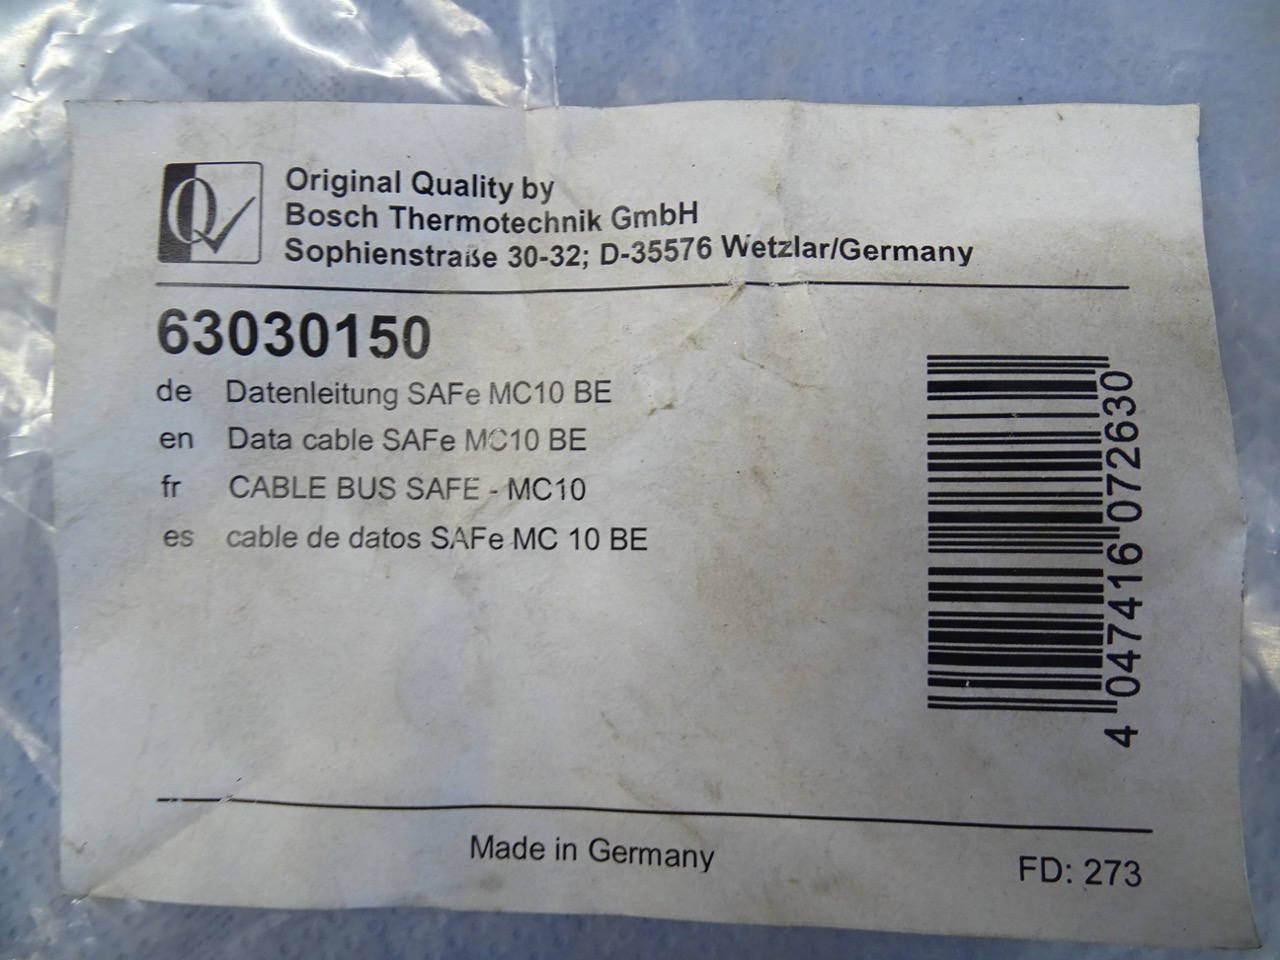 Q
Original Quality by
Bosch Thermotechnik GmbH
Sophienstraße 30-32; D-35576 Wetzlar/Germany
63030150
de Datenleitung SAFe MC10 BE
en Data cable SAFe MC10 BE
fr CABLE BUS SAFE - MC10
es cable de datos SAFe MC 10 BE
4 047416 072630
Made in Germany
FD: 273